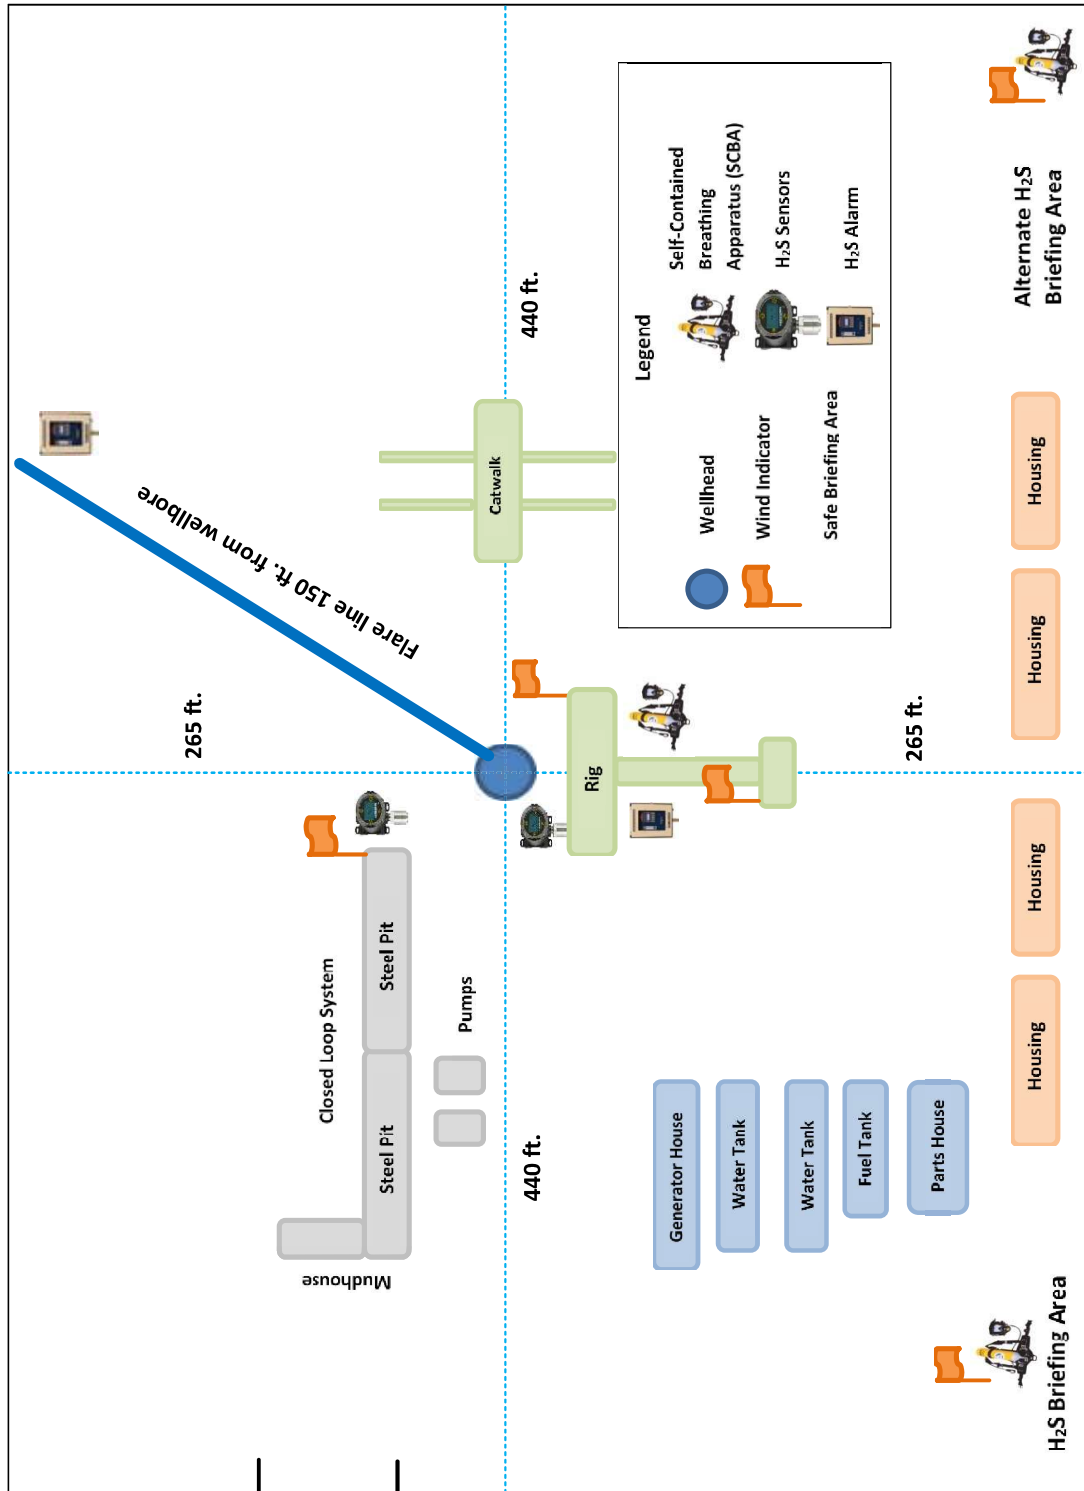 265 ft.
Flare line 150 ft. from wellbore
440 ft.
Catwalk
Closed Loop System
Steel Pit
Steel Pit
Mudhouse
Pumps
440 ft.
Rig
265 ft.
Generator House
Water Tank
Water Tank
Fuel Tank
Parts House
Legend
Wellhead
Wind Indicator
Safe Briefing Area
Self-Contained
Breathing
Apparatus (SCBA)
H₂S Sensors
H₂S Alarm
Housing
Housing
Housing
Housing
H₂S Briefing Area
Alternate H₂S
Briefing Area